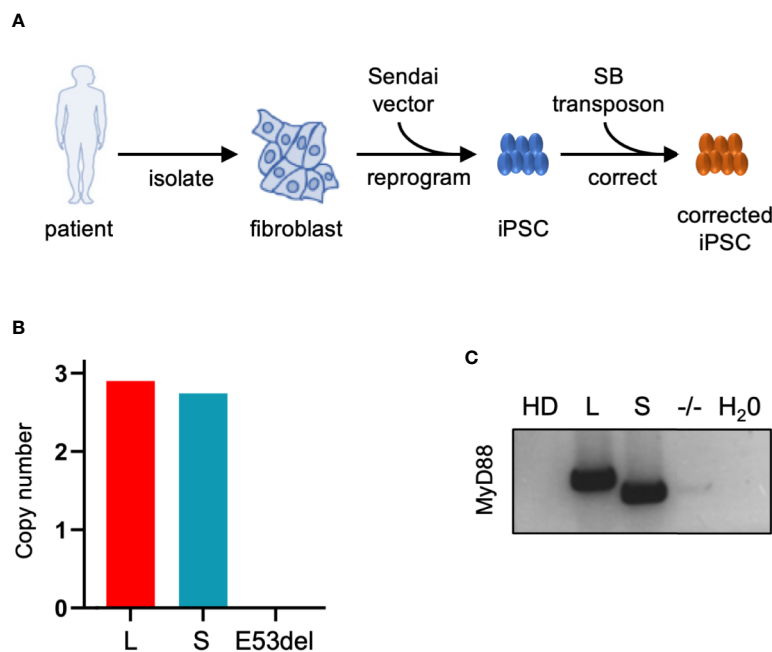 A
Sendai
vector
SB
transposon
isolate
reprogram
correct
patient
fibroblast
iPSC
corrected
iPSC
B
Copy number
3
2
1
0
L
S
E53del
C
HD L S -/- H₂0
MyD88